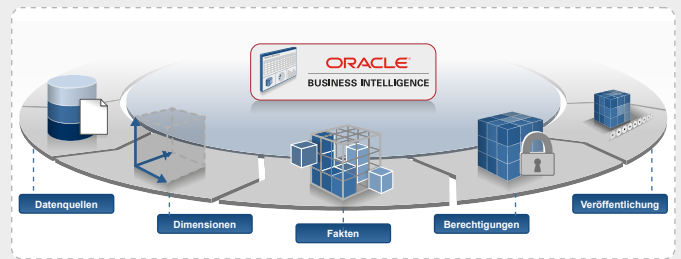 ORACLE
BUSINESS INTELLIGENCE
Datenquellen
Dimensionen
Fakten
Berechtigungen
Veröffentlichung